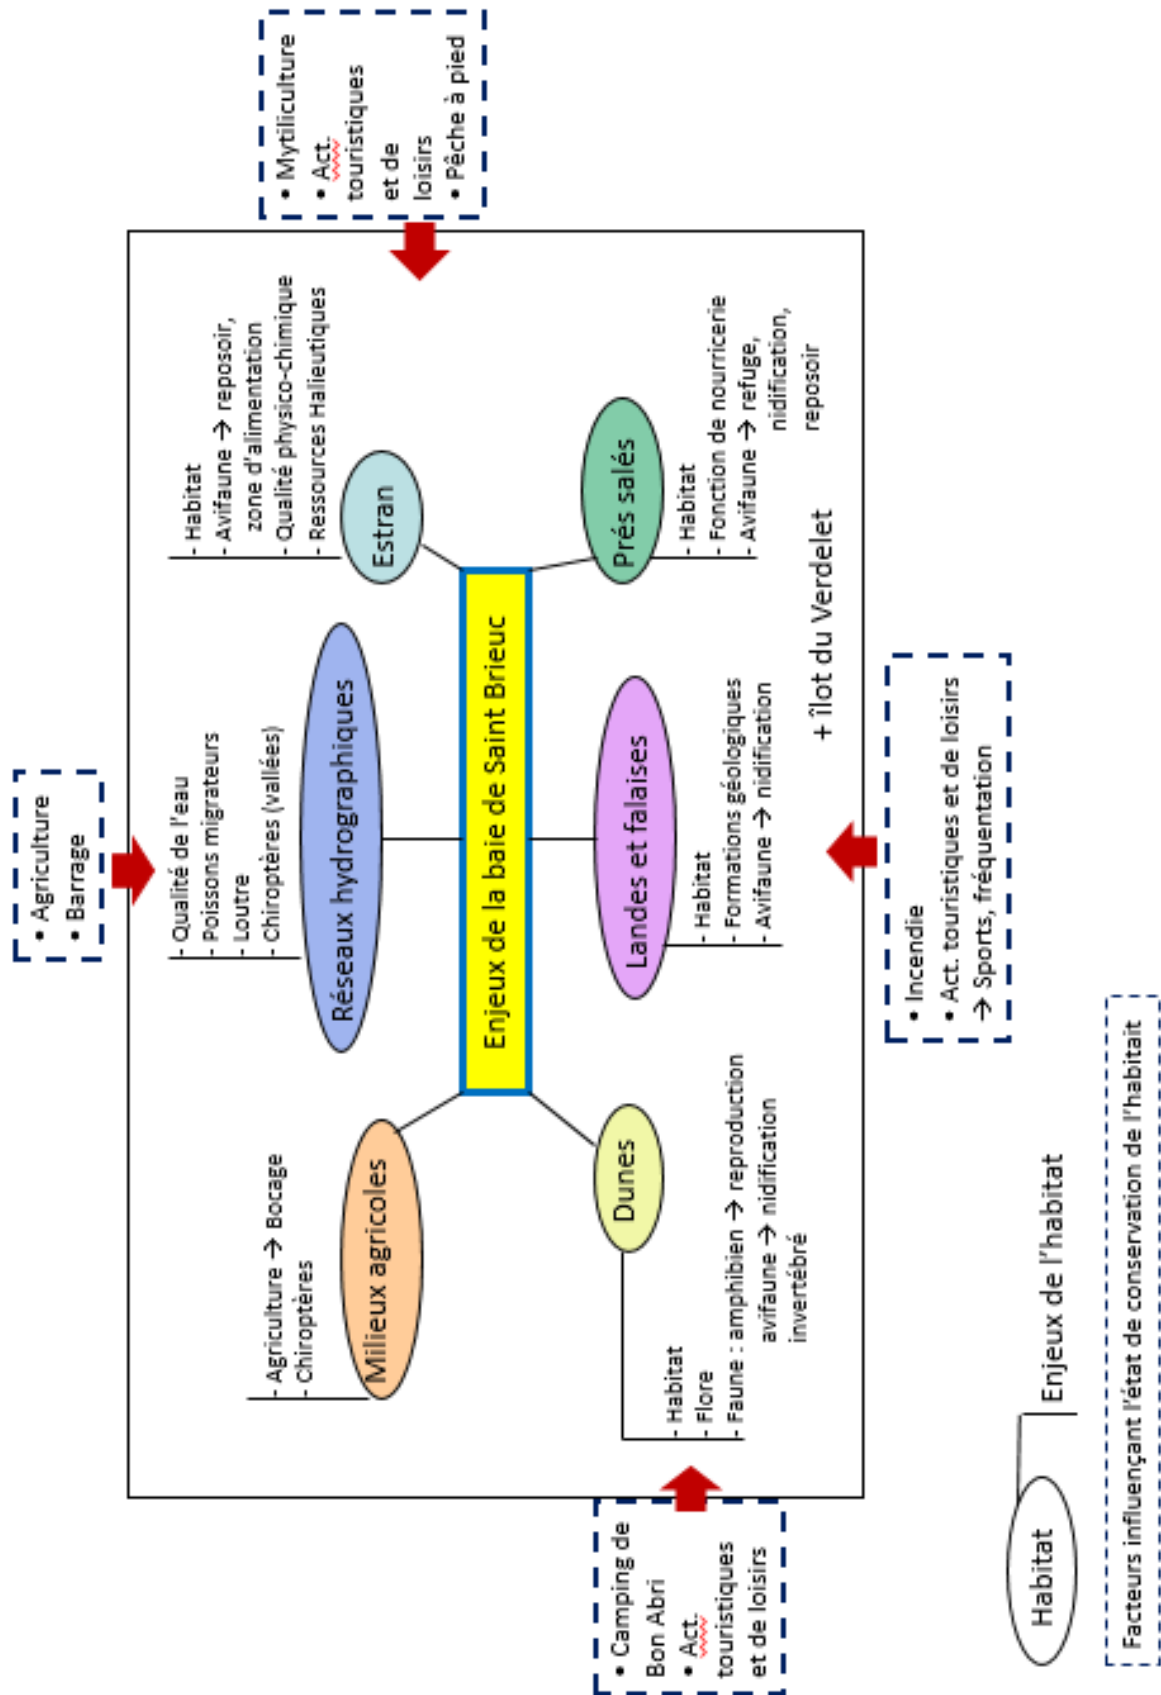 • Agriculture
• Barrage
- Agriculture → Bocage
- Chiroptères
Milieux agricoles
- Qualité de l'eau
- Poissons migrateurs
- Loutre
- Chiroptères (vallées)
Réseaux hydrographiques
- Habitat
- Avifaune → reposoir,
zone d'alimentation
- Qualité physico-chimique
- Ressources Halieutiques
Estran
• Mytiliculture
• Act.
touristiques
et de
loisirs
• Pêche à pied
Enjeux de la baie de Saint Brieuc
Dunes
- Habitat
- Flore
- Faune : amphibien → reproduction
avifaune → nidification
invertébré
Landes et falaises
- Habitat
- Formations géologiques
- Avifaune → nidification
Prés salés
- Habitat
- Fonction de nourricerie
- Avifaune → refuge,
nidification,
reposoir
+ îlot du Verdelet
• Camping de
Bon Abri
• Act.
touristiques
et de loisirs
• Incendie
• Act. touristiques et de loisirs
→ Sports, fréquentation
Habitat
Enjeux de l'habitat
Facteurs influençant l'état de conservation de l'habitait